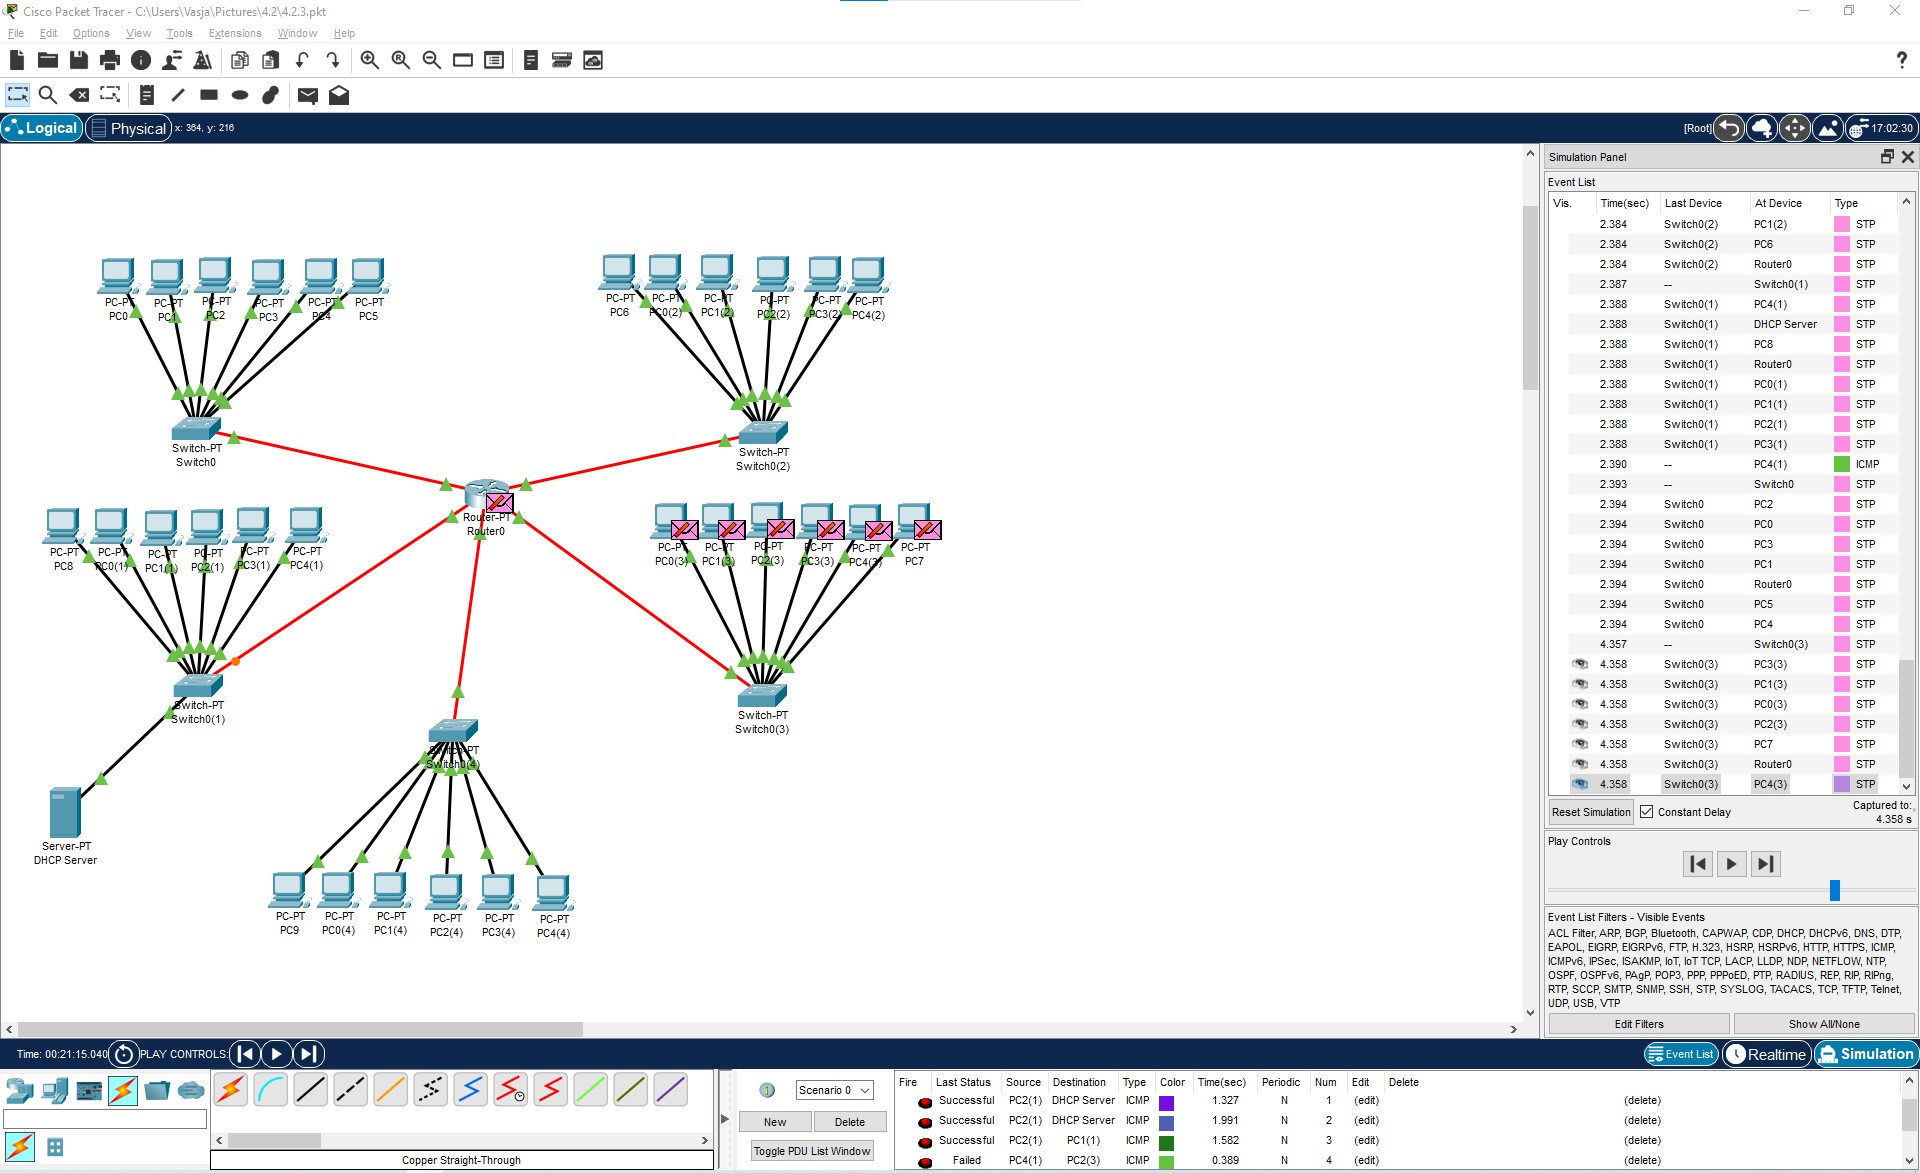 Cisco Packet Tracer - C:\Users\Vasja\Pictures\4.2\4.2.3.pkt
File Edit Options View Tools Extensions Window Help
?
Logical Physical x: 364, y: 216 [Root] 17:02:30
Simulation Panel
Event List
Vis. Time(sec) Last Device At Device Type
2.384 Switch0(2) PC1(2) STP
2.384 Switch0(2) PC6 STP
2.384 Switch0(2) Router0 STP
2.387 -- Switch0(1) STP
2.388 Switch0(1) PC4(1) STP
2.388 Switch0(1) DHCP Server STP
2.388 Switch0(1) PC8 STP
2.388 Switch0(1) Router0 STP
2.388 Switch0(1) PC0(1) STP
2.388 Switch0(1) PC1(1) STP
2.388 Switch0(1) PC2(1) STP
2.388 Switch0(1) PC3(1) STP
2.390 -- PC4(1) ICMP
2.393 -- Switch0 STP
2.394 Switch0 PC2 STP
2.394 Switch0 PC0 STP
2.394 Switch0 PC3 STP
2.394 Switch0 PC1 STP
2.394 Switch0 Router0 STP
2.394 Switch0 PC5 STP
2.394 Switch0 PC4 STP
4.357 -- Switch0(3) STP
4.358 Switch0(3) PC3(3) STP
4.358 Switch0(3) PC1(3) STP
4.358 Switch0(3) PC0(3) STP
4.358 Switch0(3) PC2(3) STP
4.358 Switch0(3) PC7 STP
4.358 Switch0(3) Router0 STP
4.358 Switch0(3) PC4(3) STP
Reset Simulation Constant Delay Captured to:
4.358 s
Play Controls
Event List Filters - Visible Events
ACL Filter, ARP, BGP, Bluetooth, CAPWAP, CDP, DHCP, DHCPv6, DNS, DTP,
EAPOL, EIGRP, EIGRPv6, FTP, H.323, HSRP, HSRPv6, HTTP, HTTPS, ICMP,
ICMPv6, IPSec, ISAKMP, IoT, IoT TCP, LACP, LLDP, NDP, NETFLOW, NTP,
OSPF, OSPFv6, PAgP, POP3, PPP, PPPoED, PTP, RADIUS, REP, RIP, RIPng,
RTP, SCCP, SMTP, SNMP, SSH, STP, SYSLOG, TACACS, TCP, TFTP, Telnet,
UDP, USB, VTP
Edit Filters Show All/None
PC-PT PC-PT PC-PT PC-PT PC-PT PC-PT
PC0 PC1 PC2 PC3 PC4 PC5
PC-PT PC-PT PC-PT PC-PT PC-PT PC-PT
PC6 PC0(2) PC1(2) PC2(2) PC3(2) PC4(2)
Switch-PT
Switch0
Switch-PT
Switch0(2)
Router-PT
Router0
PC-PT PC-PT PC-PT PC-PT PC-PT PC-PT
PC8 PC0(1) PC1(1) PC2(1) PC3(1) PC4(1)
PC-PT PC-PT PC-PT PC-PT PC-PT PC-PT
PC0(3) PC1(3) PC2(3) PC3(3) PC4(3) PC7
Switch-PT
Switch0(1)
Switch-PT
Switch0(3)
Switch-PT
Switch0(4)
Server-PT
DHCP Server
PC-PT PC-PT PC-PT PC-PT PC-PT PC-PT
PC9 PC0(4) PC1(4) PC2(4) PC3(4) PC4(4)
Time: 00:21:15.040 PLAY CONTROLS: Event List Realtime Simulation
Copper Straight-Through
Scenario 0
New Delete
Toggle PDU List Window
Fire Last Status Source Destination Type Color Time(sec) Periodic Num Edit Delete
Successful PC2(1) DHCP Server ICMP 1.327 N 1 (edit) (delete)
Successful PC2(1) DHCP Server ICMP 1.991 N 2 (edit) (delete)
Successful PC2(1) PC1(1) ICMP 1.582 N 3 (edit) (delete)
Failed PC4(1) PC2(3) ICMP 0.389 N 4 (edit) (delete)